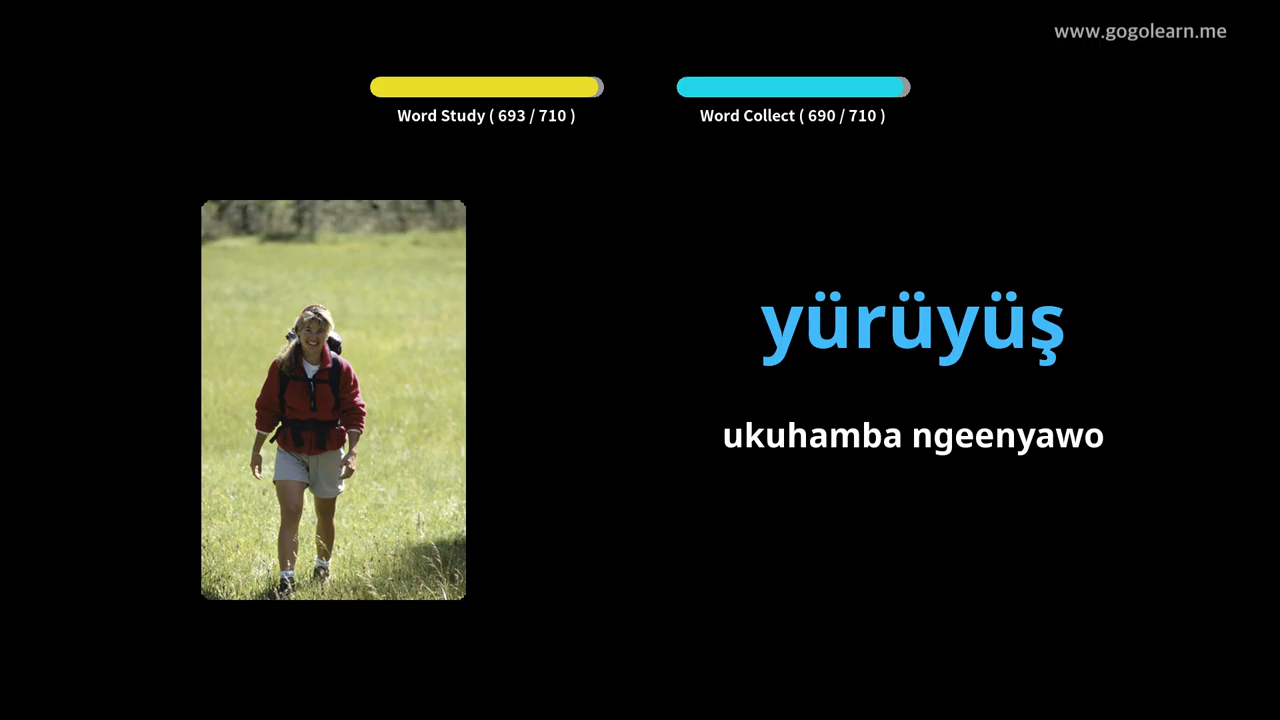 www.gogolearn.me
Word Study ( 693 / 710 )
Word Collect ( 690 / 710 )
yürüyüş
ukuhamba ngeenyawo